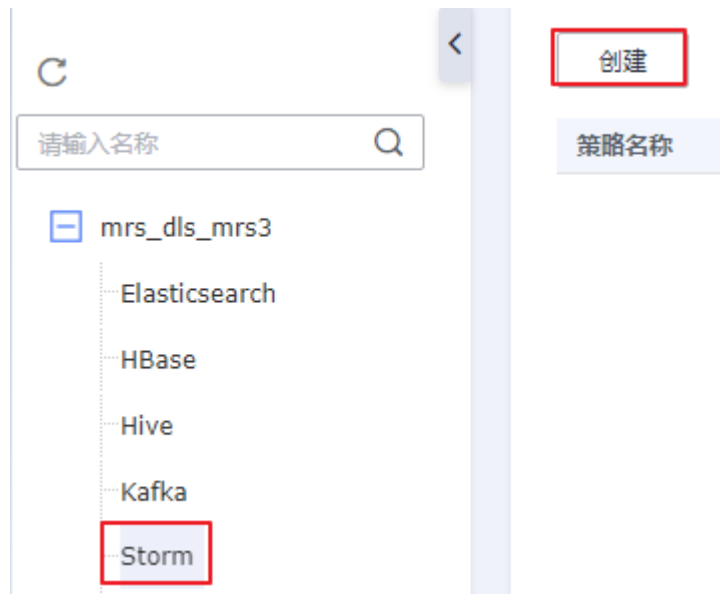 请输入名称
mrs_dls_mrs3
Elasticsearch
HBase
Hive
Kafka
Storm
创建
策略名称